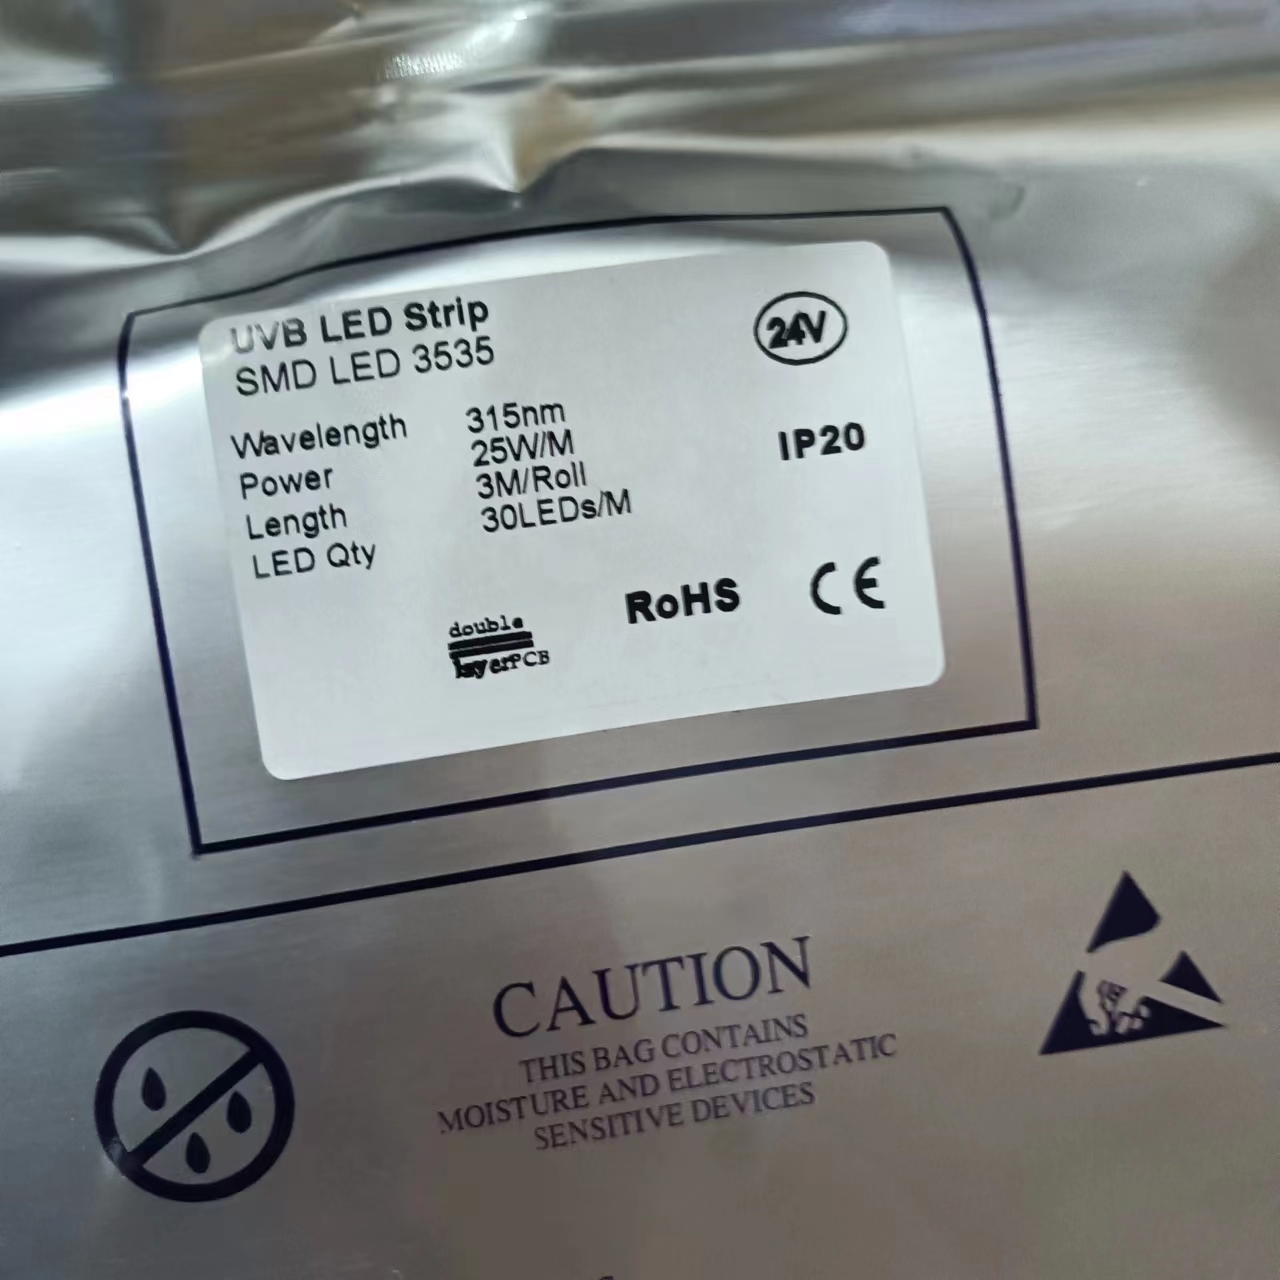 UVB LED Strip
SMD LED 3535
24V
Wavelength 315nm
Power 25W/M
Length 3M/Roll
LED Qty 30LEDs/M
IP20
double
layerPCB
RoHS
CE
CAUTION
THIS BAG CONTAINS
MOISTURE AND ELECTROSTATIC
SENSITIVE DEVICES